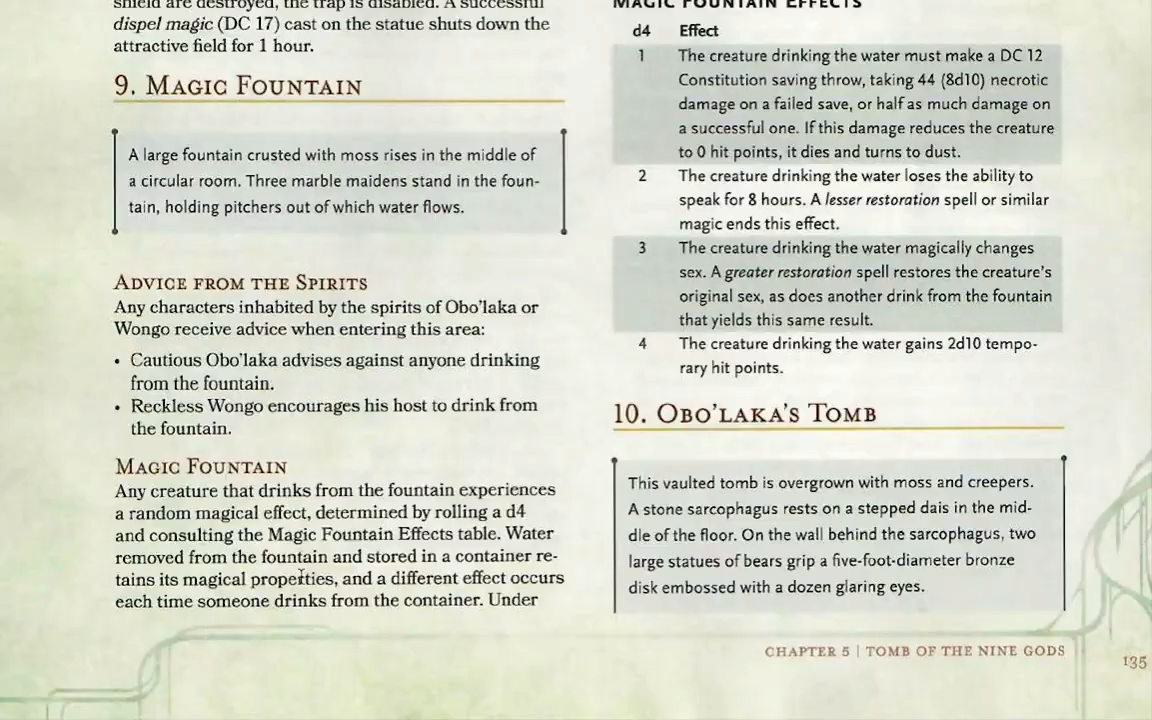 shield are destroyed, the trap is disabled. A successful
dispel magic (DC 17) cast on the statue shuts down the
attractive field for 1 hour.
9. Magic Fountain
A large fountain crusted with moss rises in the middle of
a circular room. Three marble maidens stand in the foun-
tain, holding pitchers out of which water flows.
Advice from the Spirits
Any characters inhabited by the spirits of Obo'laka or
Wongo receive advice when entering this area:
• Cautious Obo'laka advises against anyone drinking
from the fountain.
• Reckless Wongo encourages his host to drink from
the fountain.
Magic Fountain
Any creature that drinks from the fountain experiences
a random magical effect, determined by rolling a d4
and consulting the Magic Fountain Effects table. Water
removed from the fountain and stored in a container re-
tains its magical properties, and a different effect occurs
each time someone drinks from the container. Under
Magic Fountain Effects
d4 Effect
1 The creature drinking the water must make a DC 12
Constitution saving throw, taking 44 (8d10) necrotic
damage on a failed save, or half as much damage on
a successful one. If this damage reduces the creature
to 0 hit points, it dies and turns to dust.
2 The creature drinking the water loses the ability to
speak for 8 hours. A lesser restoration spell or similar
magic ends this effect.
3 The creature drinking the water magically changes
sex. A greater restoration spell restores the creature's
original sex, as does another drink from the fountain
that yields this same result.
4 The creature drinking the water gains 2d10 tempo-
rary hit points.
10. Obo'laka's Tomb
This vaulted tomb is overgrown with moss and creepers.
A stone sarcophagus rests on a stepped dais in the mid-
dle of the floor. On the wall behind the sarcophagus, two
large statues of bears grip a five-foot-diameter bronze
disk embossed with a dozen glaring eyes.
CHAPTER 5 | TOMB OF THE NINE GODS
135